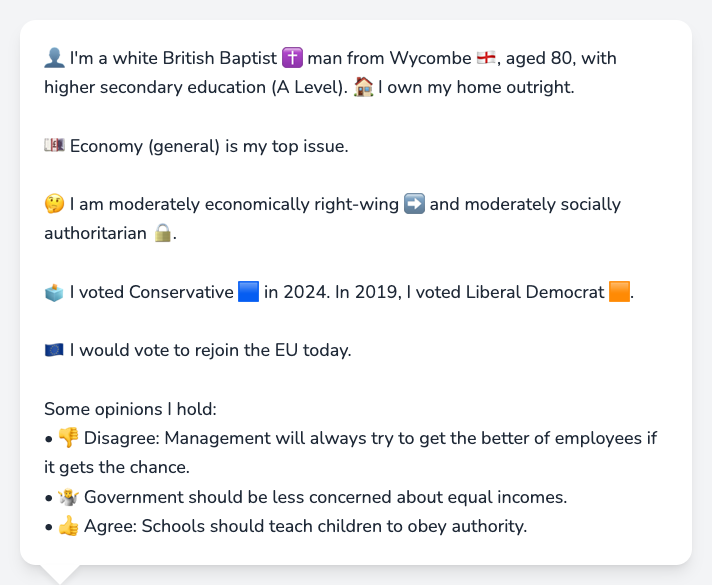 👤 I'm a white British Baptist ✝️ man from Wycombe 🏴󠁧󠁢󠁥󠁮󠁧󠁿, aged 80, with
higher secondary education (A Level). 🏠 I own my home outright.
💷 Economy (general) is my top issue.
🤔 I am moderately economically right-wing ➡️ and moderately socially
authoritarian 🔒.
🗳️ I voted Conservative 🟦 in 2024. In 2019, I voted Liberal Democrat 🟧.
🇪🇺 I would vote to rejoin the EU today.
Some opinions I hold:
• 👎 Disagree: Management will always try to get the better of employees if
it gets the chance.
• 🤷 Government should be less concerned about equal incomes.
• 👍 Agree: Schools should teach children to obey authority.